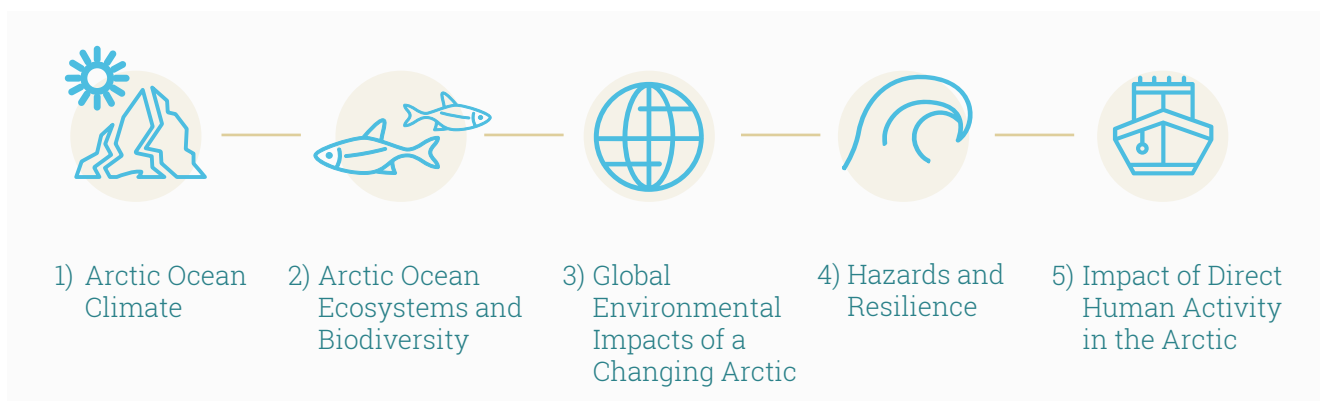 1) Arctic Ocean
Climate
2) Arctic Ocean
Ecosystems and
Biodiversity
3) Global
Environmental
Impacts of a
Changing Arctic
4) Hazards and
Resilience
5) Impact of Direct
Human Activity
in the Arctic